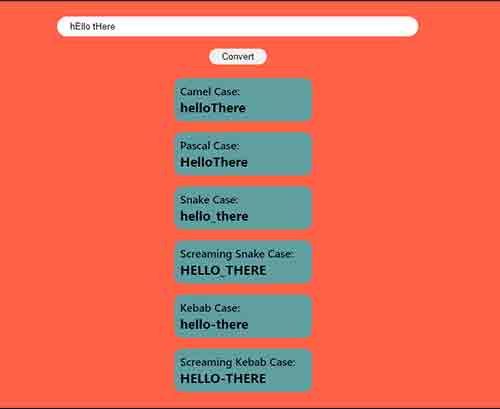 hEllo tHere
Convert
Camel Case:
helloThere
Pascal Case:
HelloThere
Snake Case:
hello_there
Screaming Snake Case:
HELLO_THERE
Kebab Case:
hello-there
Screaming Kebab Case:
HELLO-THERE